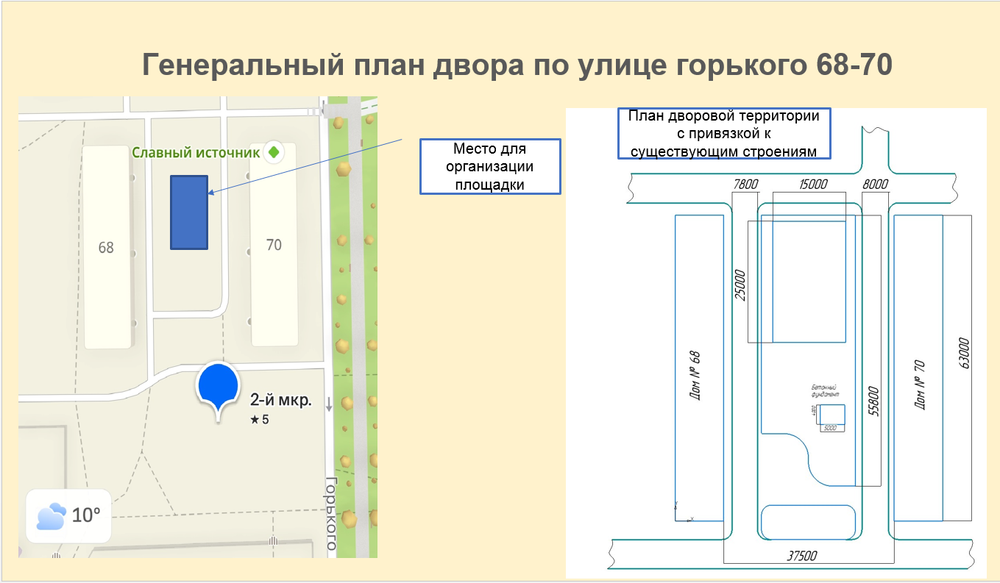 Генеральный план двора по улице горького 68-70
Славный источник
68
70
2-й мкр.
★ 5
10°
Горького
Место для
организации
площадки
План дворовой территории
с привязкой к
существующим строениям
7800
15000
8000
25000
Дом № 68
Бетонный
фундамент
4000
5000
55800
Дом № 70
63000
Y
X
37500